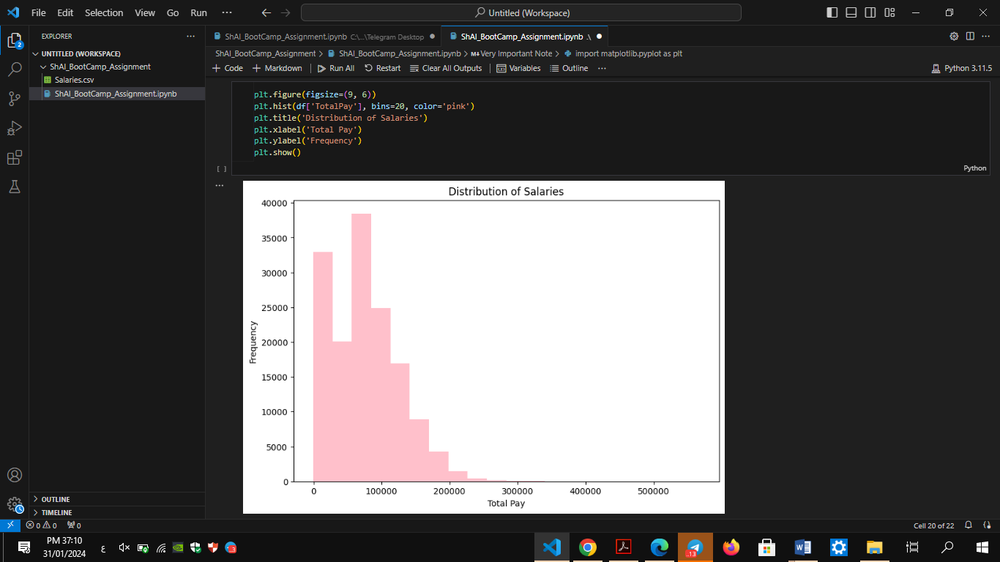 File Edit Selection View Go Run ··· Untitled (Workspace)
EXPLORER ···
2
UNTITLED (WORKSPACE)
ShAI_BootCamp_Assignment
Salaries.csv
ShAI_BootCamp_Assignment.ipynb
OUTLINE
TIMELINE
ShAI_BootCamp_Assignment.ipynb C:\...\Telegram Desktop ShAI_BootCamp_Assignment.ipynb .\
ShAI_BootCamp_Assignment > ShAI_BootCamp_Assignment.ipynb > M↓Very Important Note > import matplotlib.pyplot as plt
+ Code + Markdown Run All Restart Clear All Outputs Variables Outline ··· Python 3.11.5
plt.figure(figsize=(9, 6))
plt.hist(df['TotalPay'], bins=20, color='pink')
plt.title('Distribution of Salaries')
plt.xlabel('Total Pay')
plt.ylabel('Frequency')
plt.show()
[ ] Python
···
Distribution of Salaries
40000
35000
30000
25000
20000
15000
10000
5000
0
Frequency
0 100000 200000 300000 400000 500000
Total Pay
0 0 0 Cell 20 of 22
PM 37:10
31/01/2024
ع
..13